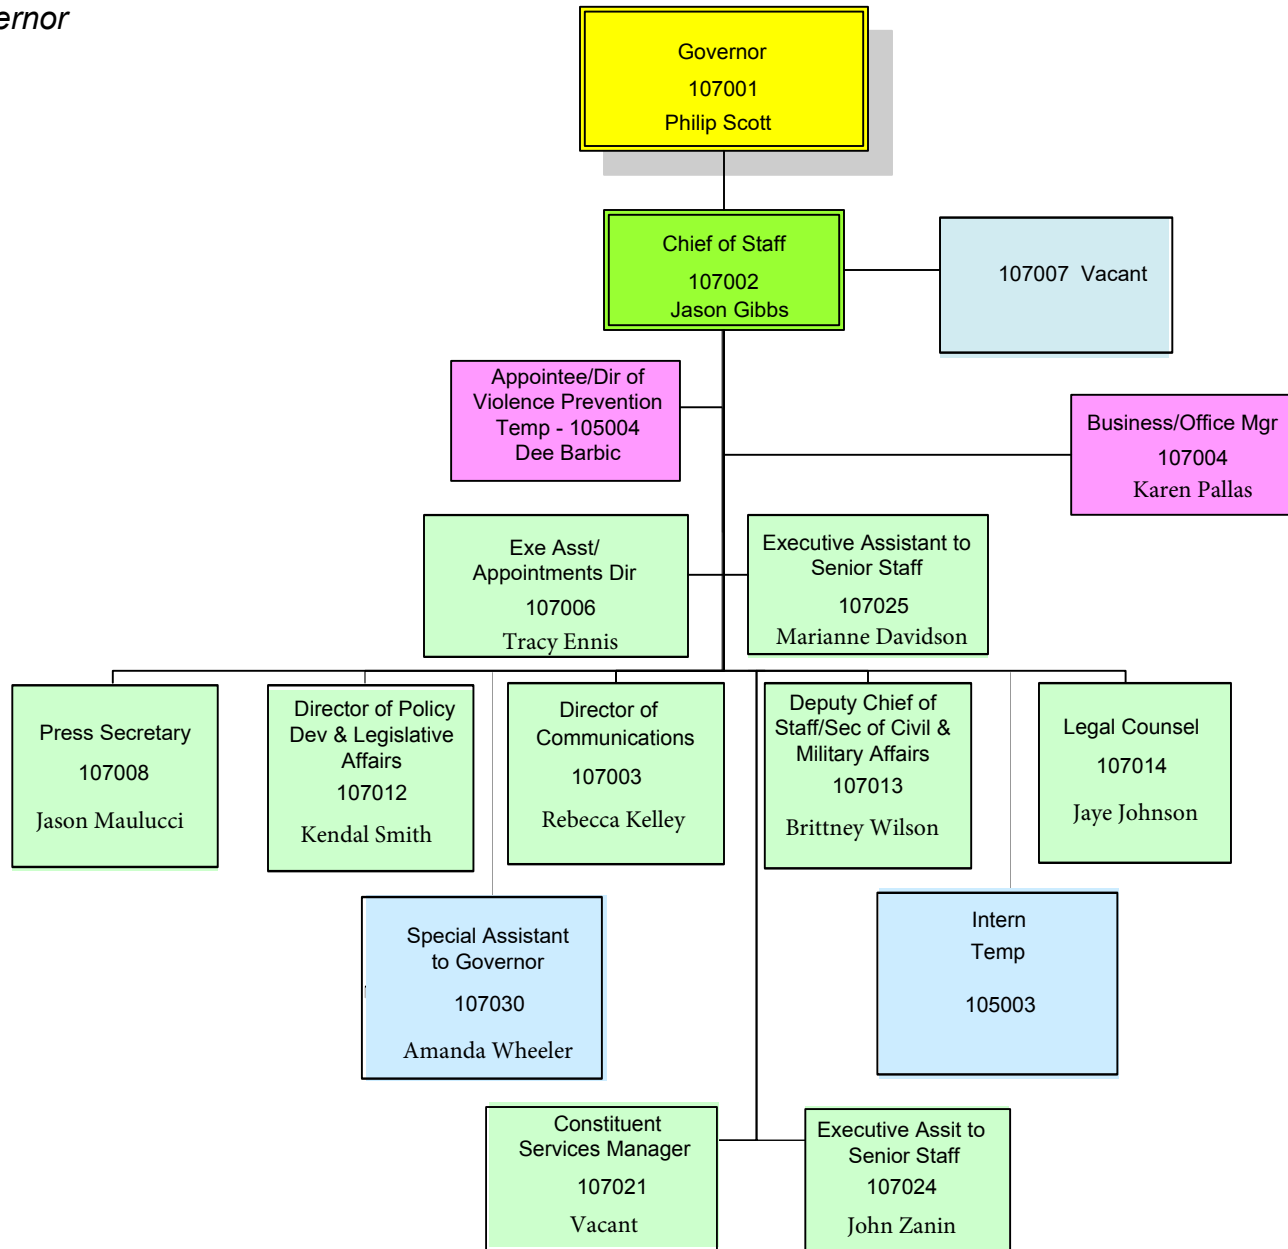 ernor
Governor
107001
Philip Scott
Chief of Staff
107002
Jason Gibbs
107007 Vacant
Appointee/Dir of
Violence Prevention
Temp - 105004
Dee Barbic
Business/Office Mgr
107004
Karen Pallas
Exe Asst/
Appointments Dir
107006
Tracy Ennis
Executive Assistant to
Senior Staff
107025
Marianne Davidson
Press Secretary
107008
Jason Maulucci
Director of Policy
Dev & Legislative
Affairs
107012
Kendal Smith
Director of
Communications
107003
Rebecca Kelley
Deputy Chief of
Staff/Sec of Civil &
Military Affairs
107013
Brittney Wilson
Legal Counsel
107014
Jaye Johnson
Special Assistant
to Governor
107030
Amanda Wheeler
Intern
Temp
105003
Constituent
Services Manager
107021
Vacant
Executive Assit to
Senior Staff
107024
John Zanin